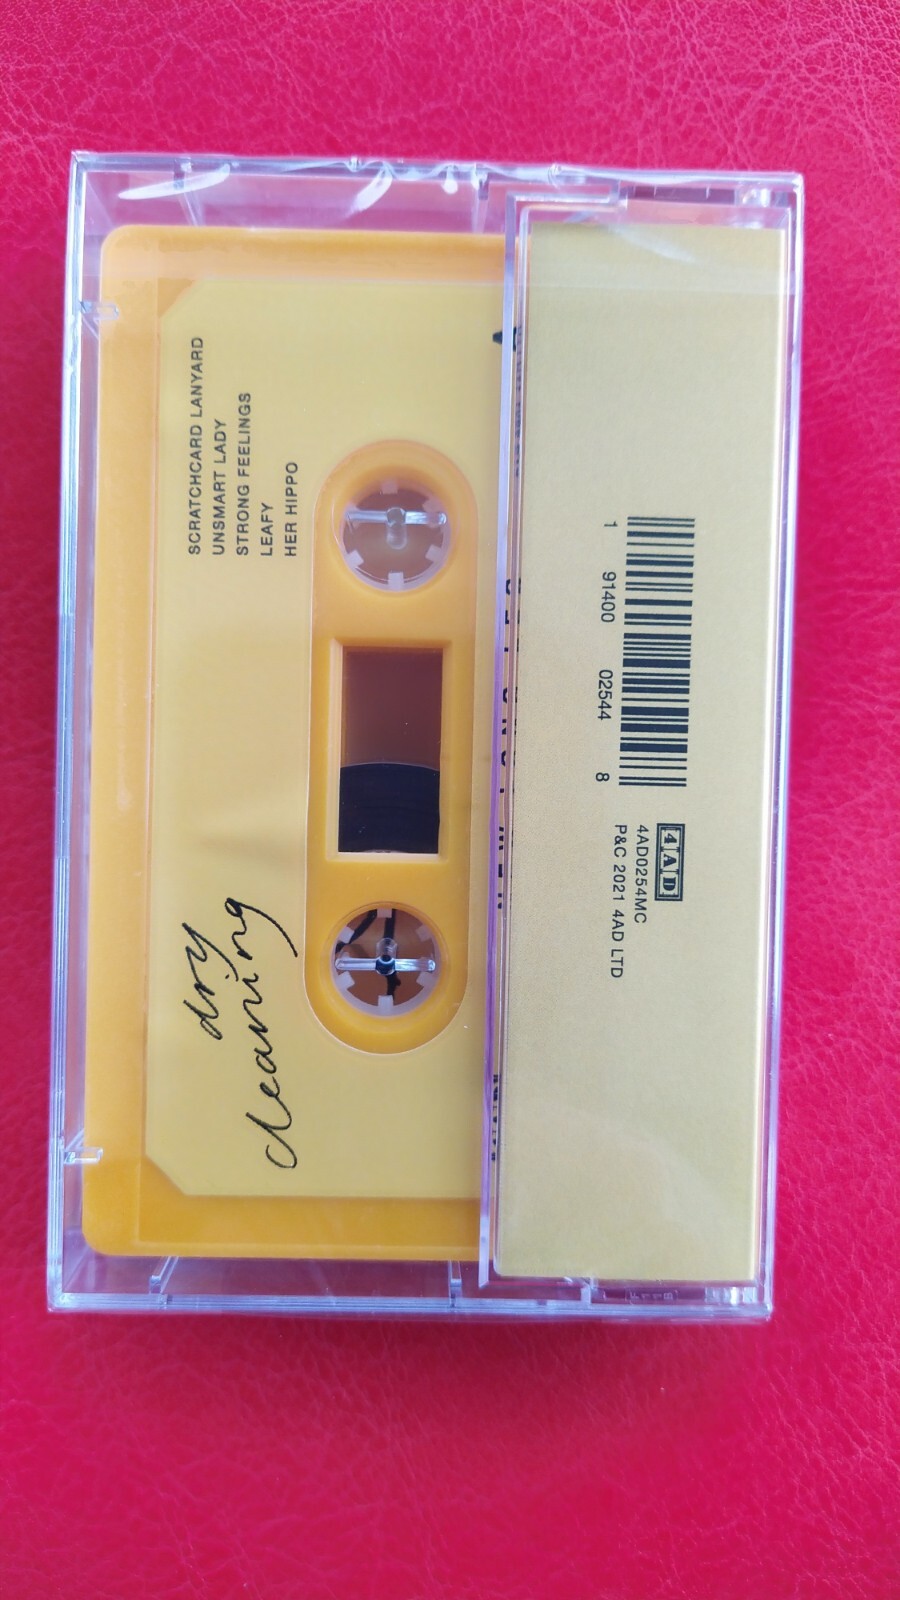 SCRATCHCARD LANYARD
UNSMART LADY
STRONG FEELINGS
LEAFY
HER HIPPO
dry
cleaning
1 91400 02544 8
4AD
4AD0254MC
P&C 2021 4AD LTD